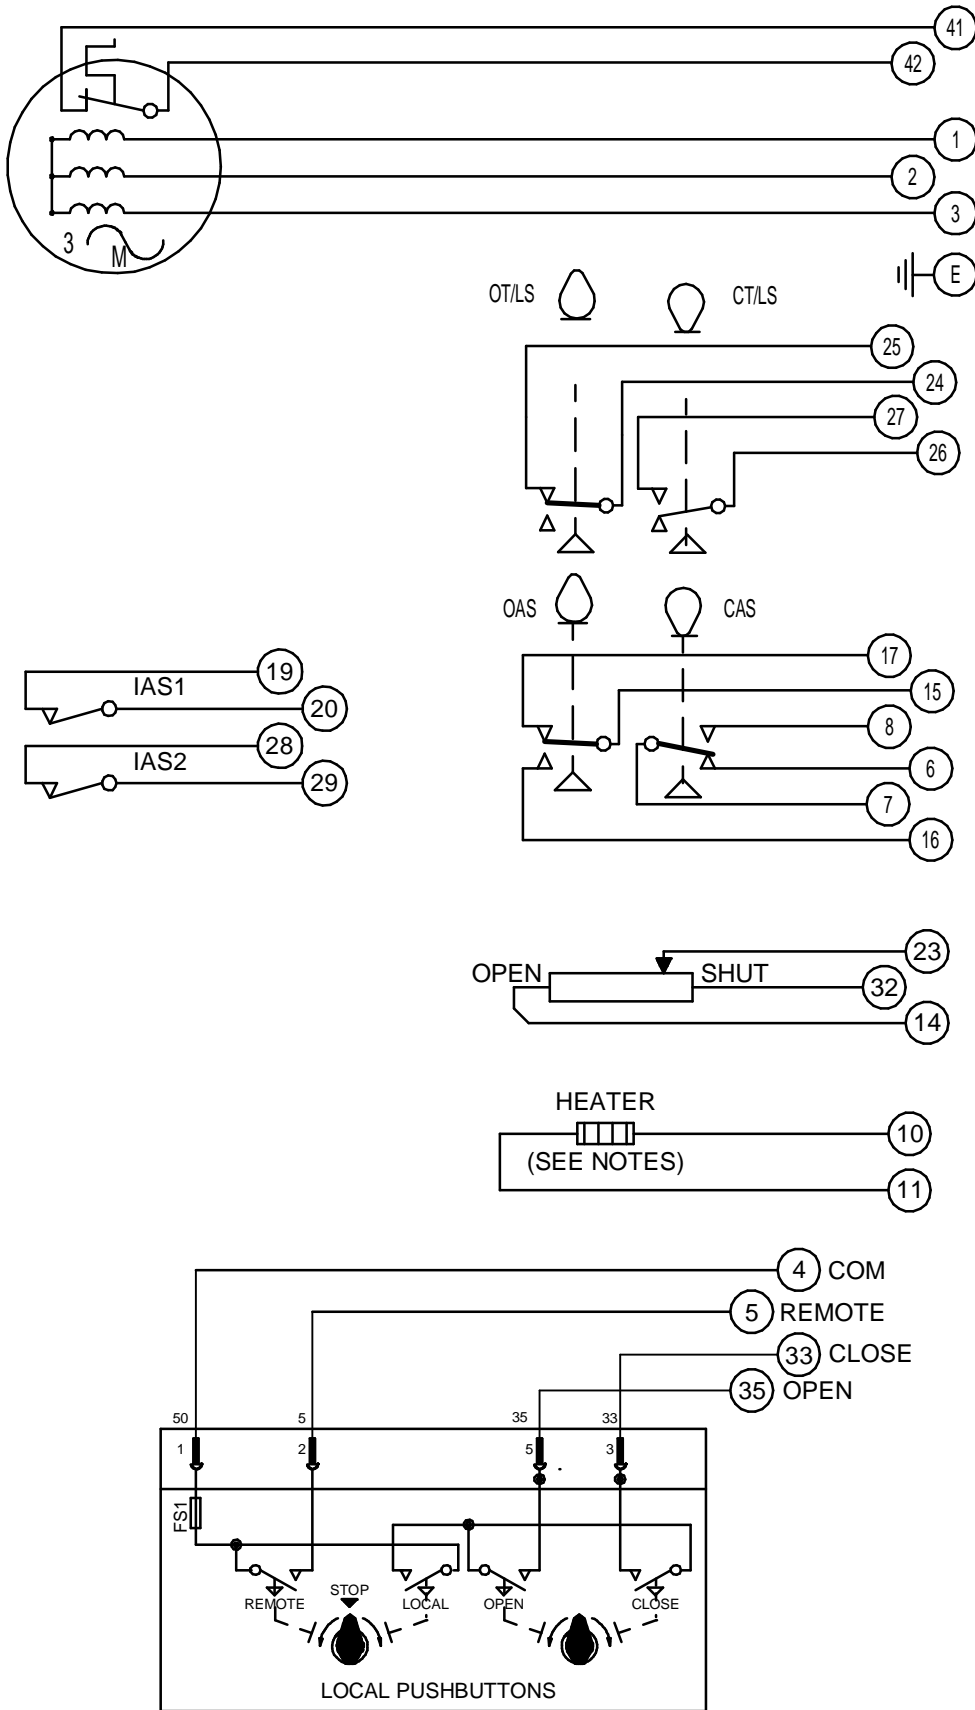 41
42
1
2
3
3
M
E
OT/LS
CT/LS
25
24
27
26
OAS
CAS
17
15
8
6
7
16
19
IAS1
20
28
IAS2
29
23
OPEN
SHUT
32
14
HEATER
10
(SEE NOTES)
11
4 COM
5 REMOTE
33 CLOSE
35 OPEN
50 5 35 33
1 2 5 3
FS1
STOP
REMOTE LOCAL OPEN CLOSE
LOCAL PUSHBUTTONS